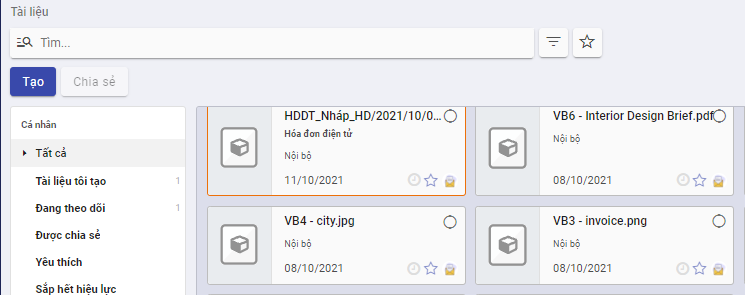 Tài liệu
Tìm...
Tạo
Chia sẻ
Cá nhân
Tất cả
Tài liệu tôi tạo 1
Đang theo dõi 1
Được chia sẻ
Yêu thích
Sắp hết hiệu lực
HDDT_Nháp_HD/2021/10/0...
Hóa đơn điện tử
Nội bộ
11/10/2021
VB6 - Interior Design Brief.pdf
Nội bộ
08/10/2021
VB4 - city.jpg
Nội bộ
08/10/2021
VB3 - invoice.png
Nội bộ
08/10/2021